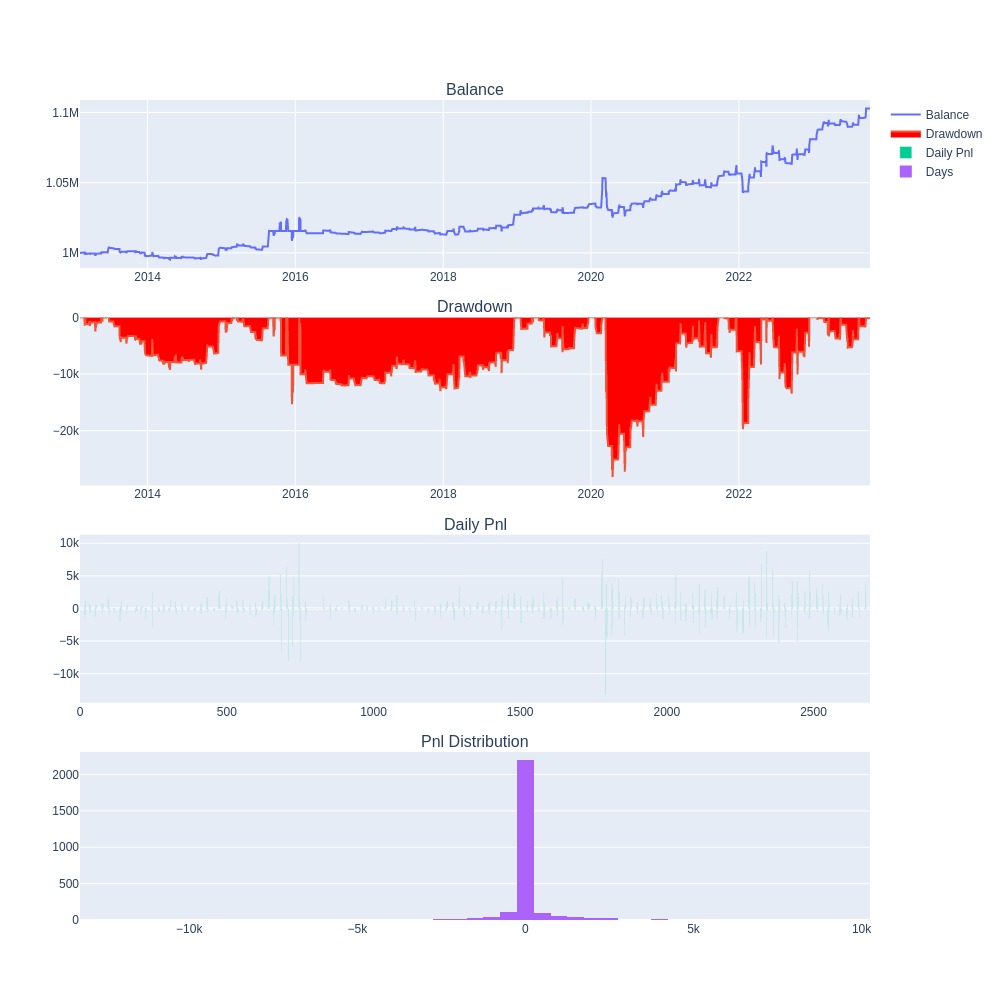 Balance
1.1M
1.05M
1M
2014 2016 2018 2020 2022
Balance
Drawdown
Daily Pnl
Days
Drawdown
0
−10k
−20k
2014 2016 2018 2020 2022
Daily Pnl
10k
5k
0
−5k
−10k
0 500 1000 1500 2000 2500
Pnl Distribution
2000
1500
1000
500
0
−10k −5k 0 5k 10k